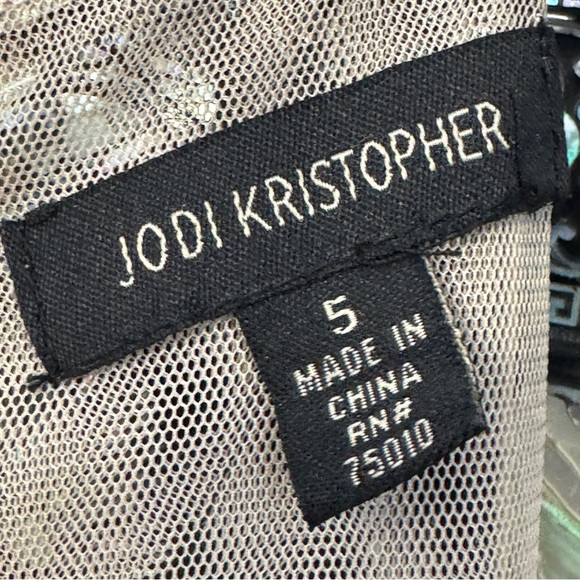 JODI KRISTOPHER
5
MADE IN
CHINA
RN#
75010